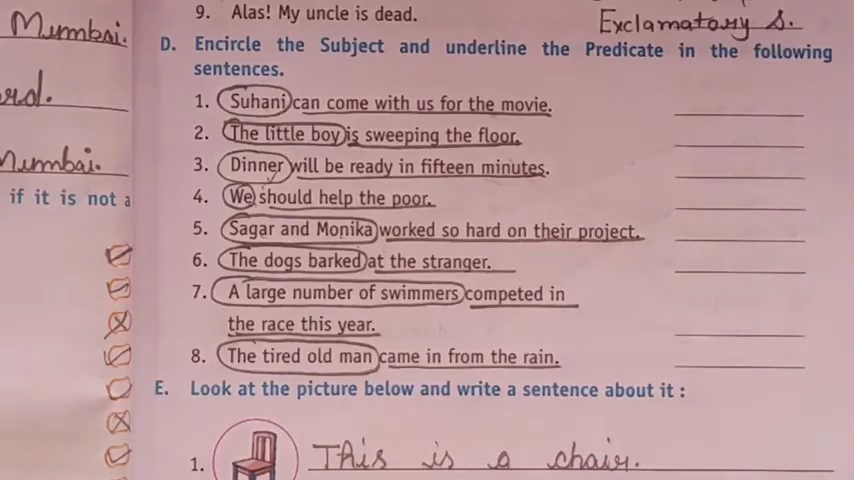 9. Alas! My uncle is dead.
Exclamatory S.
Mumbai.
D. Encircle the Subject and underline the Predicate in the following
sentences.
1. Suhani can come with us for the movie.
2. The little boy is sweeping the floor.
3. Dinner will be ready in fifteen minutes.
Mumbai.
4. We should help the poor.
if it is not a
5. Sagar and Monika worked so hard on their project.
6. The dogs barked at the stranger.
7. A large number of swimmers competed in
the race this year.
8. The tired old man came in from the rain.
E. Look at the picture below and write a sentence about it :
1. This is a chair.